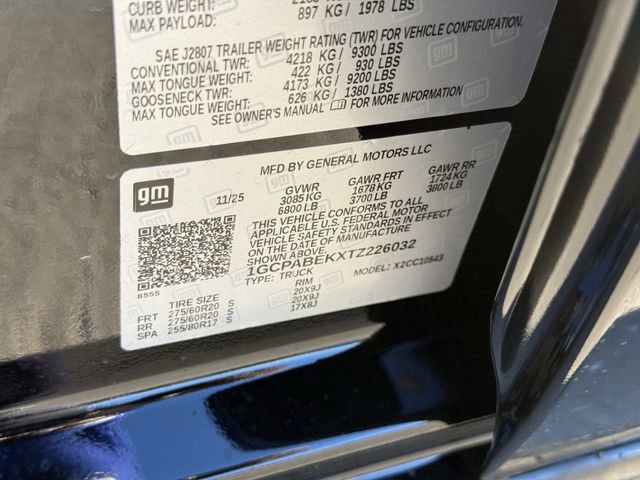 CURB WEIGHT:
MAX PAYLOAD: 897 KG / 1978 LBS
SAE J2807 TRAILER WEIGHT RATING (TWR) FOR VEHICLE CONFIGURATION.
CONVENTIONAL TWR: 4218 KG / 9300 LBS
MAX TONGUE WEIGHT: 422 KG / 930 LBS
GOOSENECK TWR: 4173 KG / 9200 LBS
MAX TONGUE WEIGHT: 626 KG / 1380 LBS
SEE OWNER'S MANUAL FOR MORE INFORMATION
gm
MFD BY GENERAL MOTORS LLC
11/25 GVWR GAWR FRT GAWR RR
3085KG 1678 KG 1724 KG
6800 LB 3700 LB 3800 LB
THIS VEHICLE CONFORMS TO ALL
APPLICABLE U.S. FEDERAL MOTOR
VEHICLE SAFETY, BUMPER, AND THEFT
PREVENTION STANDARDS IN EFFECT ON
THE DATE OF MANUFACTURE SHOWN ABOVE.
1GCPABEKXTZ226032
TYPE: TRUCK MODEL: X2CC10543
8555
TIRE SIZE RIM
FRT 275/60R20 S 20X9J
RR 275/60R20 S 20X9J
SPA 255/80R17 S 17X8J